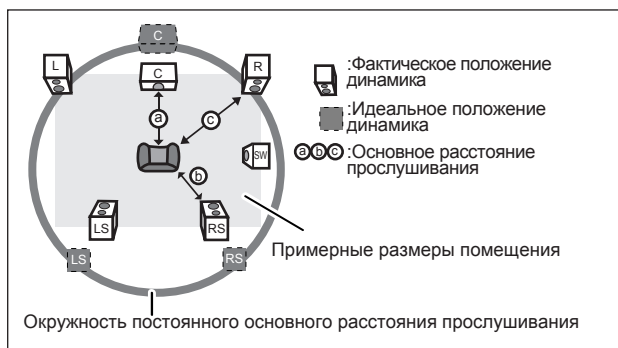 C
L
C
R
:Фактическое положение
динамика
:Идеальное положение
динамика
a
c
a b c :Основное расстояние
прослушивания
SW
b
LS
RS
Примерные размеры помещения
LS
RS
Окружность постоянного основного расстояния прослушивания